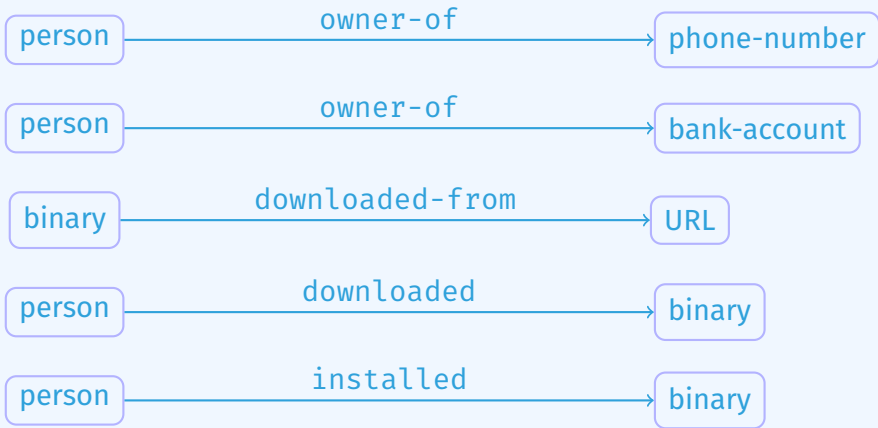 person owner-of phone-number
person owner-of bank-account
binary downloaded-from URL
person downloaded binary
person installed binary